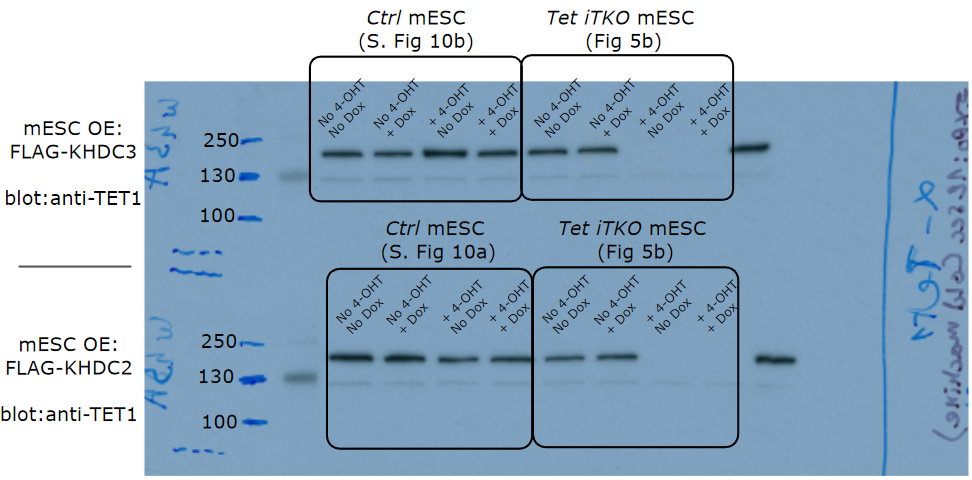 Ctrl mESC
(S. Fig 10b)
Tet iTKO mESC
(Fig 5b)
No 4-OHT
No Dox
No 4-OHT
+ Dox
+ 4-OHT
No Dox
+ 4-OHT
+ Dox
No 4-OHT
No Dox
No 4-OHT
+ Dox
+ 4-OHT
No Dox
+ 4-OHT
+ Dox
mESC OE:
FLAG-KHDC3
blot:anti-TET1
250
130
100
Ctrl mESC
(S. Fig 10a)
Tet iTKO mESC
(Fig 5b)
No 4-OHT
No Dox
No 4-OHT
+ Dox
+ 4-OHT
No Dox
+ 4-OHT
+ Dox
No 4-OHT
No Dox
No 4-OHT
+ Dox
+ 4-OHT
No Dox
+ 4-OHT
+ Dox
mESC OE:
FLAG-KHDC2
blot:anti-TET1
250
130
100